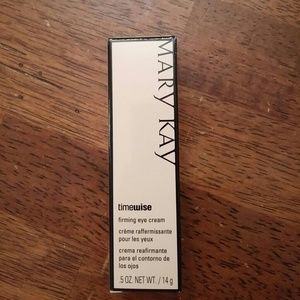 MARY KAY
timewise
firming eye cream
crème raffermissante
pour les yeux
crema reafirmante
para el contorno de
los ojos
.5 OZ. NET WT. / 14 g